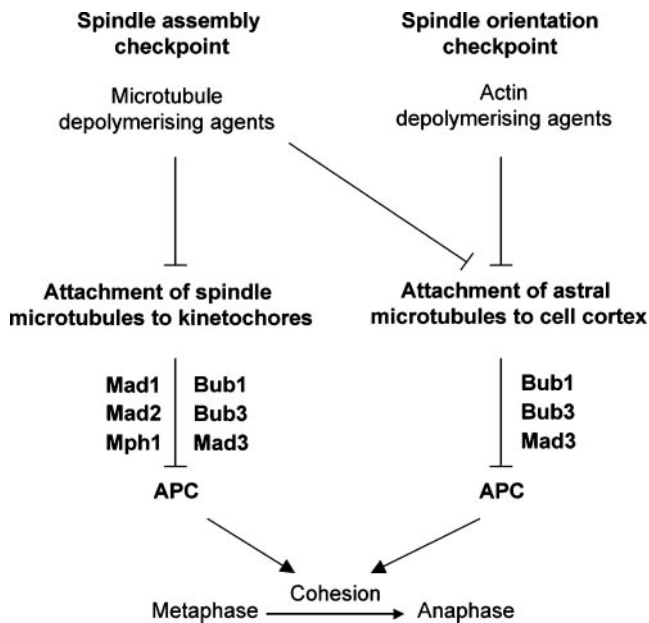 Spindle assembly
checkpoint
Spindle orientation
checkpoint
Microtubule
depolymerising agents
Actin
depolymerising agents
Attachment of spindle
microtubules to kinetochores
Attachment of astral
microtubules to cell cortex
Mad1
Mad2
Mph1
Bub1
Bub3
Mad3
Bub1
Bub3
Mad3
APC
APC
Cohesion
Metaphase
Anaphase